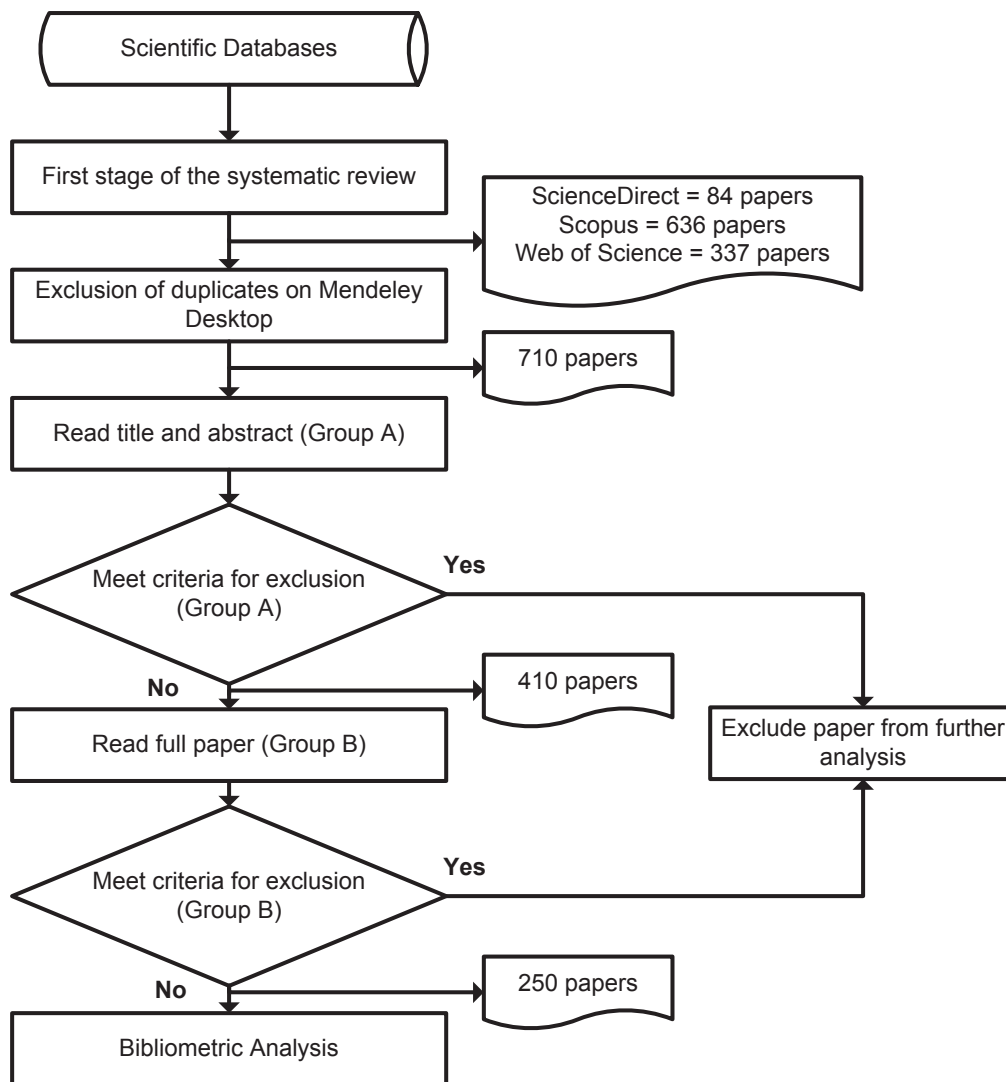 Scientific Databases
First stage of the systematic review
ScienceDirect = 84 papers
Scopus = 636 papers
Web of Science = 337 papers
Exclusion of duplicates on Mendeley
Desktop
710 papers
Read title and abstract (Group A)
Meet criteria for exclusion
(Group A)
Yes
No
410 papers
Read full paper (Group B)
Exclude paper from further
analysis
Meet criteria for exclusion
(Group B)
Yes
No
250 papers
Bibliometric Analysis